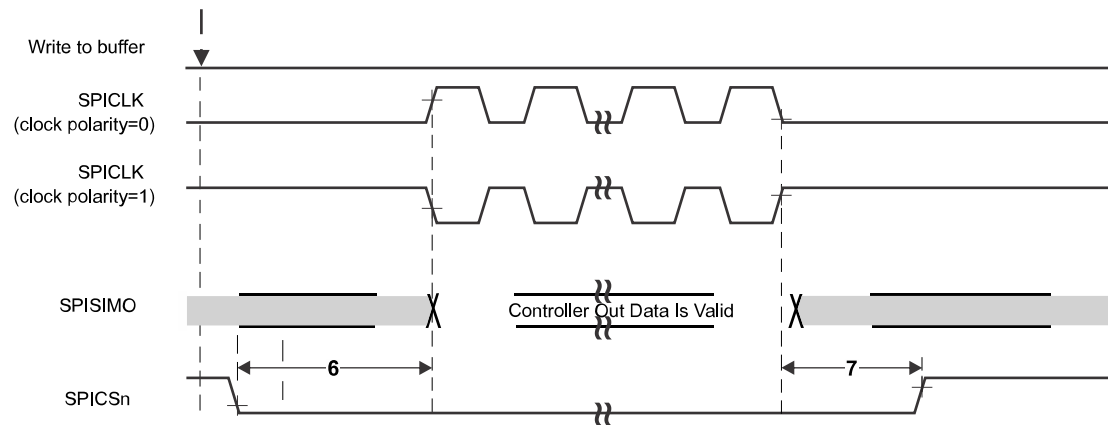 Write to buffer
SPICLK
(clock polarity=0)
SPICLK
(clock polarity=1)
SPISIMO
Controller Out Data Is Valid
6
7
SPICSn